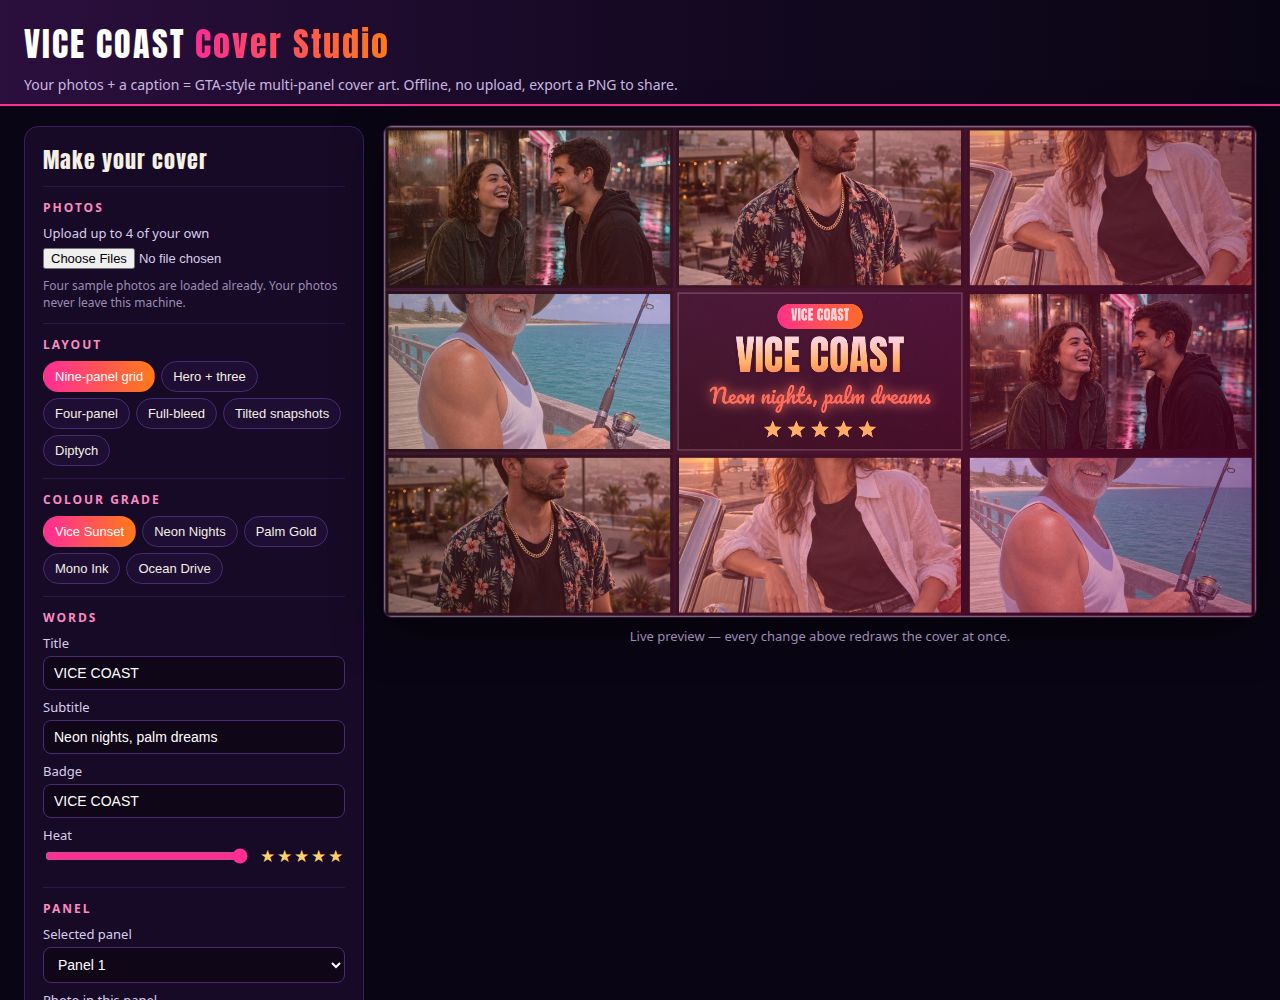 VICE COAST Cover Studio
Your photos + a caption = GTA-style multi-panel cover art. Offline, no upload, export a PNG to share.
Make your cover
PHOTOS
Upload up to 4 of your own
Choose Files No file chosen
Four sample photos are loaded already. Your photos
never leave this machine.
LAYOUT
Nine-panel grid Hero + three
Four-panel Full-bleed Tilted snapshots
Diptych
COLOUR GRADE
Vice Sunset Neon Nights Palm Gold
Mono Ink Ocean Drive
WORDS
Title
VICE COAST
Subtitle
Neon nights, palm dreams
Badge
VICE COAST
Heat
★★★★★
PANEL
Selected panel
Panel 1
Photo in this panel
VICE COAST
VICE COAST
Neon nights, palm dreams
★★★★★
Live preview — every change above redraws the cover at once.